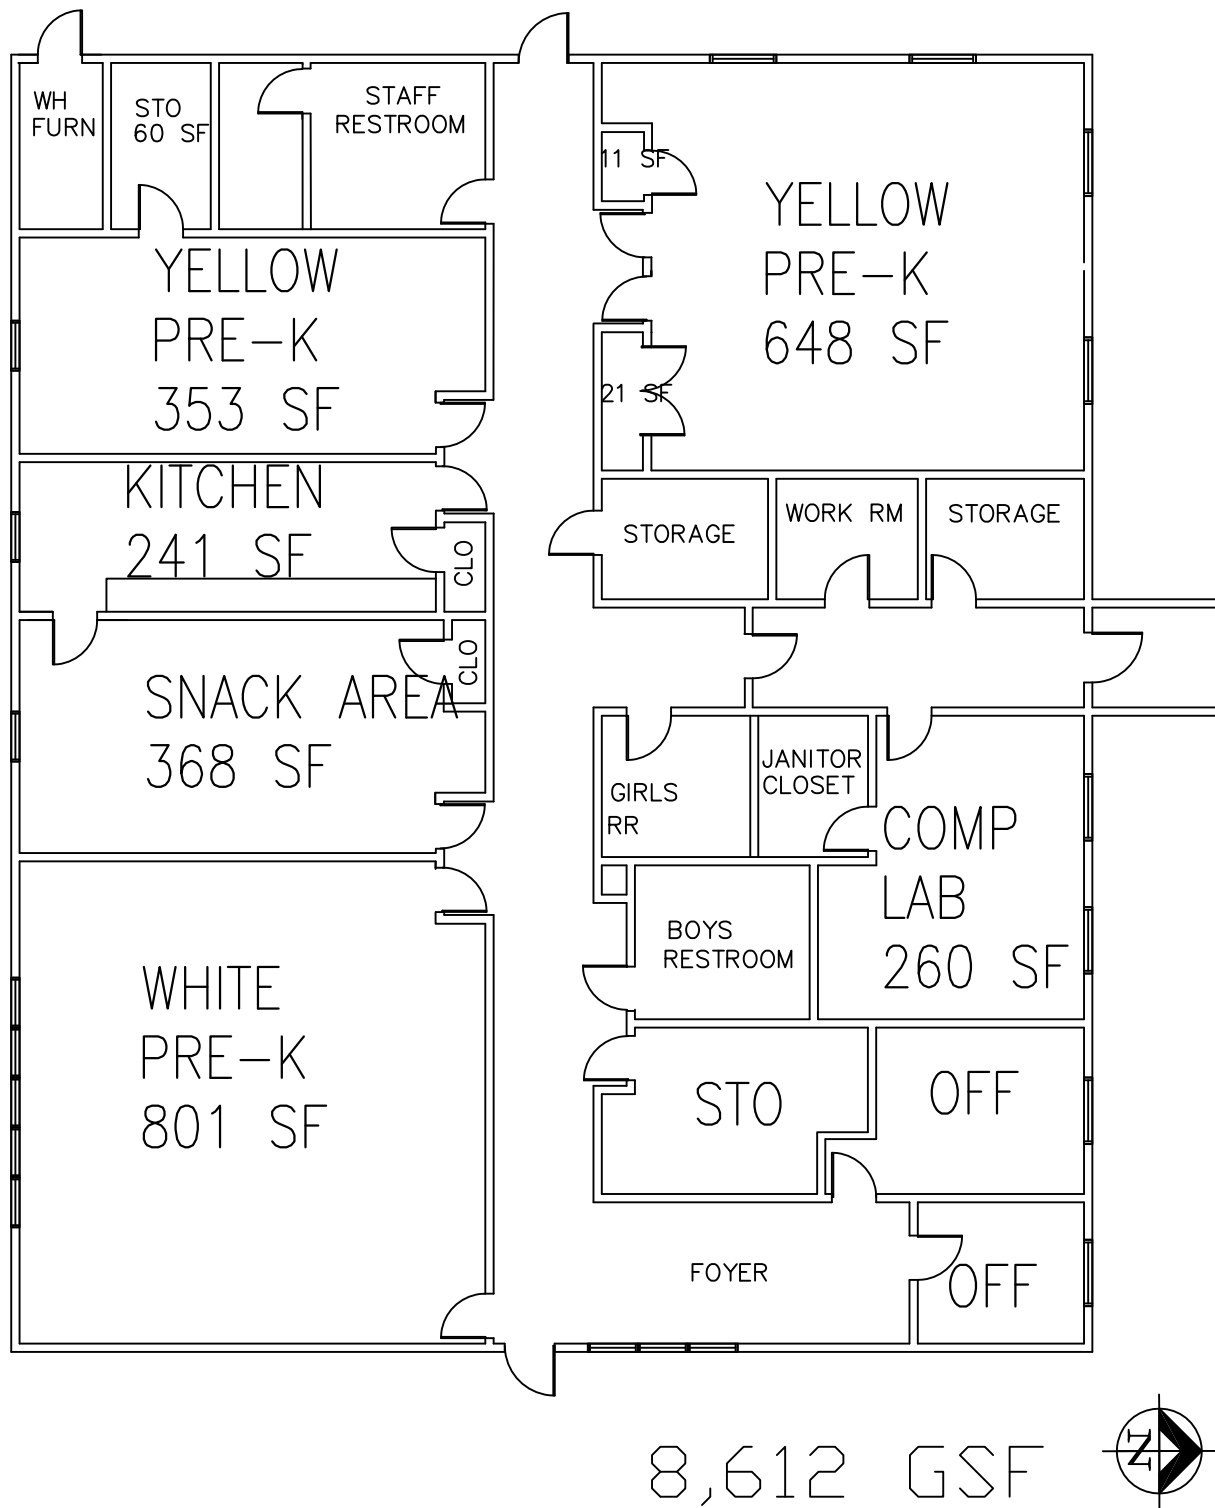 WH
FURN
STO
60 SF
STAFF
RESTROOM
11 SF
YELLOW
PRE-K
648 SF
YELLOW
PRE-K
353 SF
21 SF
KITCHEN
241 SF
CLO
STORAGE
WORK RM
STORAGE
CLO
SNACK AREA
368 SF
GIRLS
RR
JANITOR
CLOSET
COMP
LAB
260 SF
BOYS
RESTROOM
WHITE
PRE-K
801 SF
STO
OFF
FOYER
OFF
8,612 GSF
N